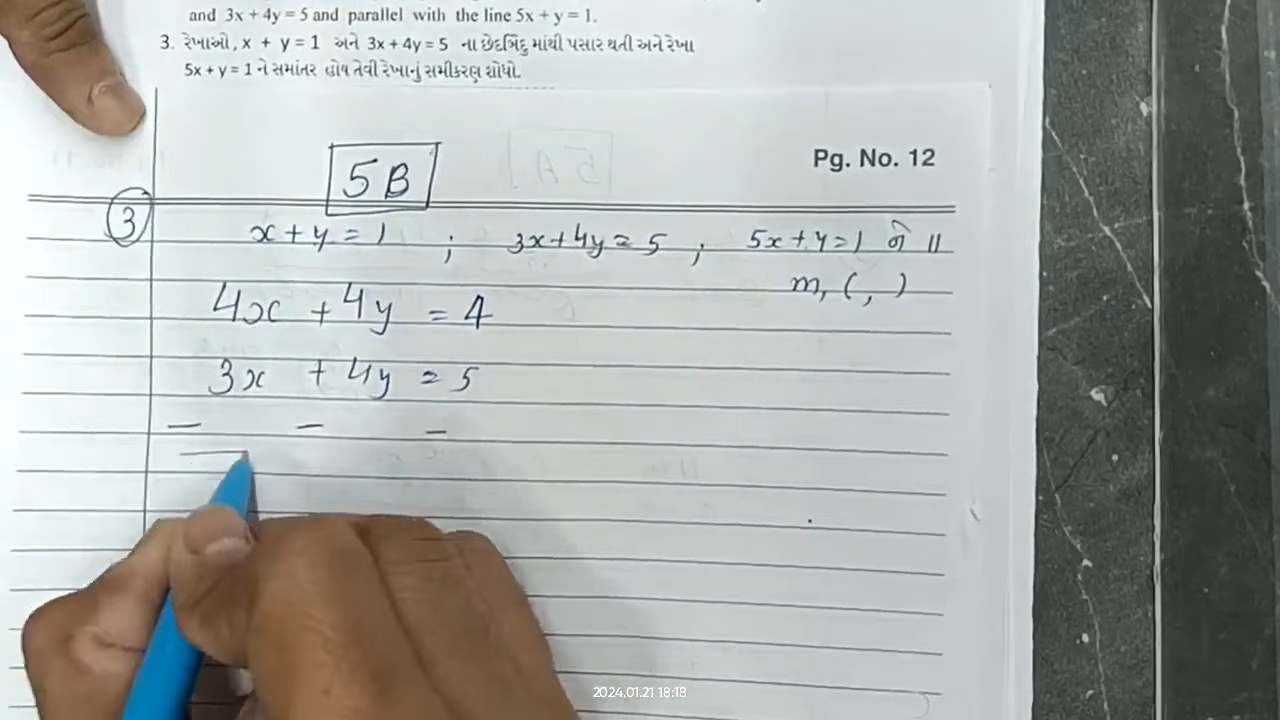 and 3x + 4y = 5 and parallel with the line 5x + y = 1.
3. રેખાઓ, x + y = 1 અને 3x + 4y = 5 ના છેદબિંદુ માંથી પસાર થતી અને રેખા
5x + y = 1 ને સમાંતર હોય તેવી રેખાનું સમીકરણ શોધો.
5B
Pg. No. 12
3
x + y = 1 ; 3x + 4y = 5 ; 5x + y = 1 ને ||
m, ( , )
4x + 4y = 4
3x + 4y = 5
— — —
2024.01.21 18:18